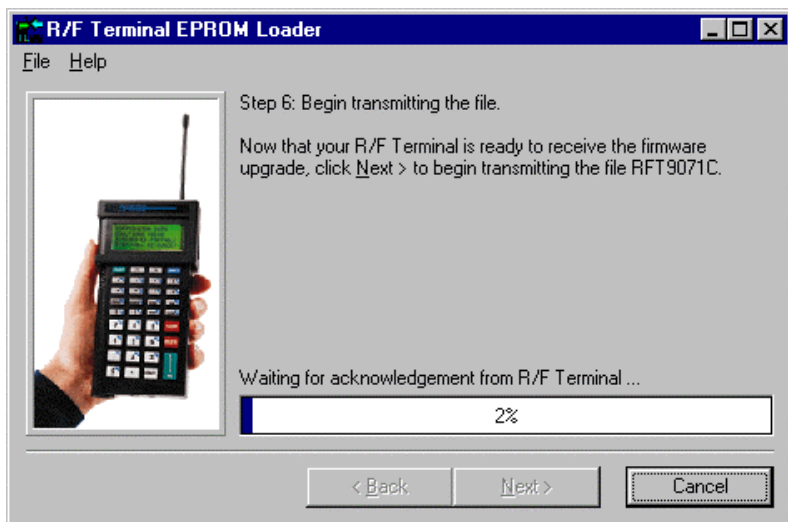 R/F Terminal EPROM Loader
File Help
Step 6: Begin transmitting the file.
Now that your R/F Terminal is ready to receive the firmware
upgrade, click Next > to begin transmitting the file RFT9071C.
Waiting for acknowledgement from R/F Terminal ...
2%
< Back Next > Cancel